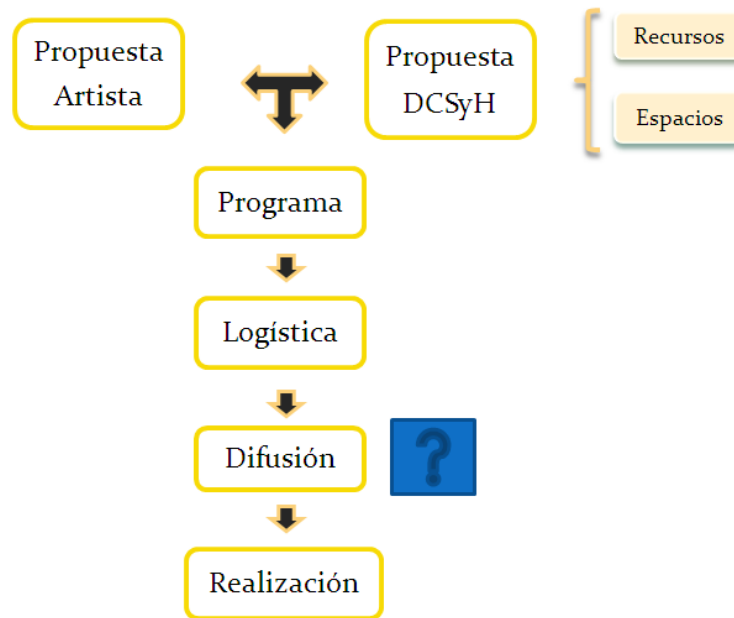 Propuesta
Artista
Propuesta
DCSyH
Recursos
Espacios
Programa
Logística
Difusión
?
Realización